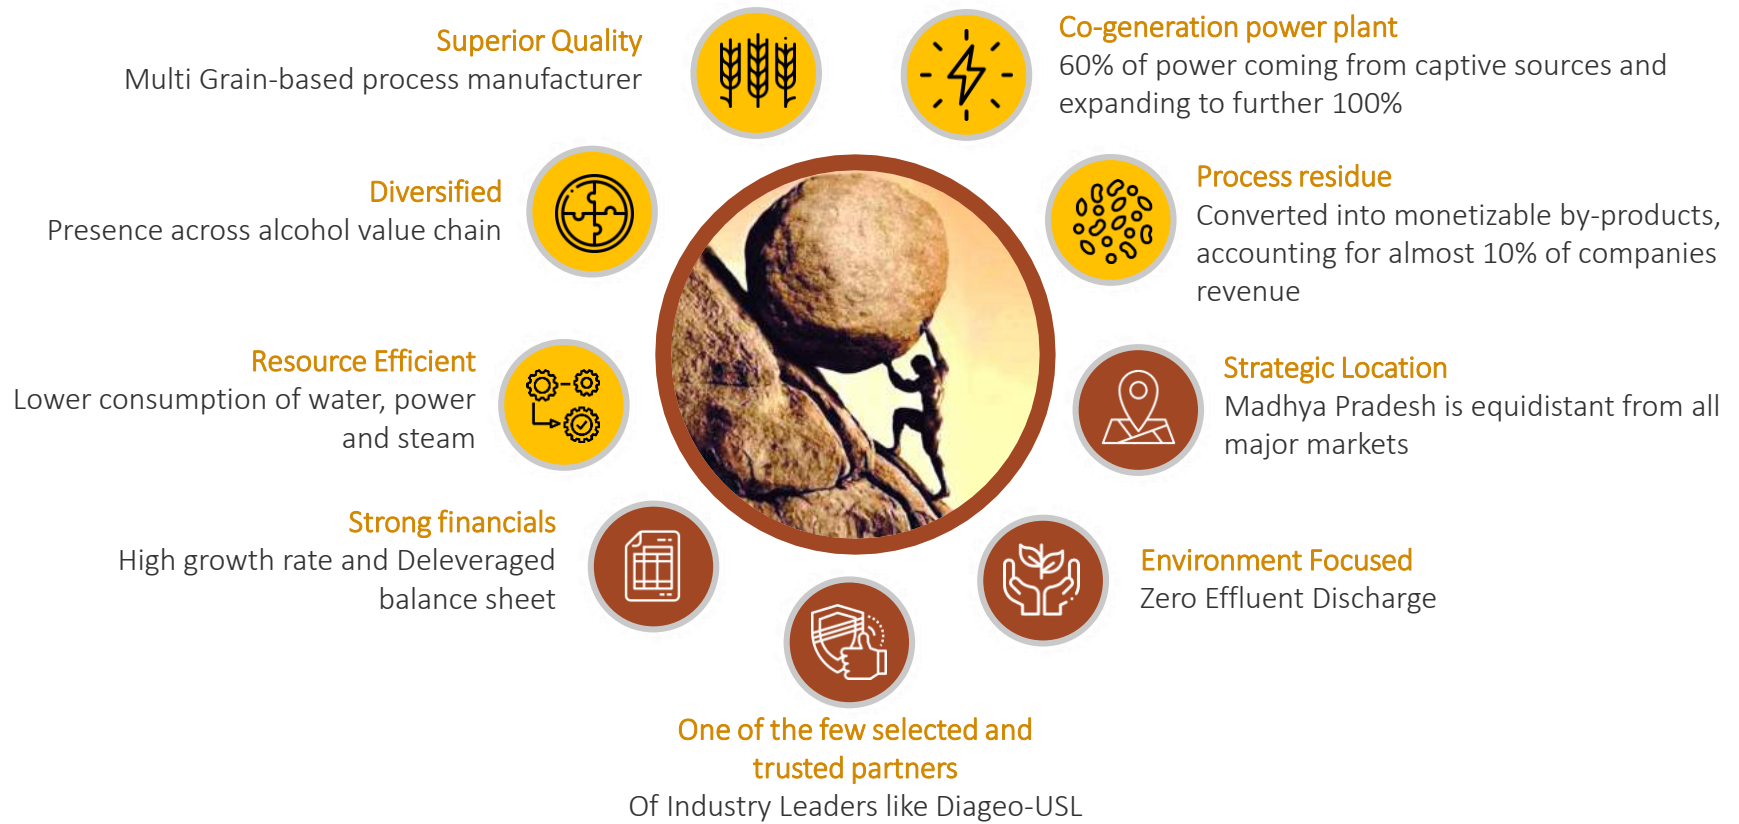 Superior Quality
Multi Grain-based process manufacturer
Co-generation power plant
60% of power coming from captive sources and
expanding to further 100%
Diversified
Presence across alcohol value chain
Process residue
Converted into monetizable by-products,
accounting for almost 10% of companies
revenue
Resource Efficient
Lower consumption of water, power
and steam
Strategic Location
Madhya Pradesh is equidistant from all
major markets
Strong financials
High growth rate and Deleveraged
balance sheet
Environment Focused
Zero Effluent Discharge
One of the few selected and
trusted partners
Of Industry Leaders like Diageo-USL